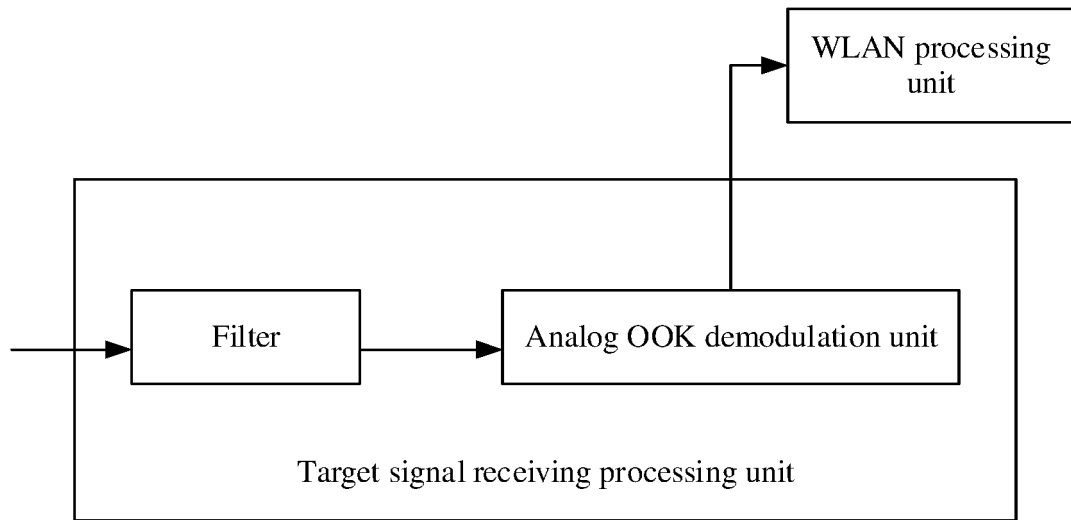 WLAN processing
unit
Filter
Analog OOK demodulation unit
Target signal receiving processing unit